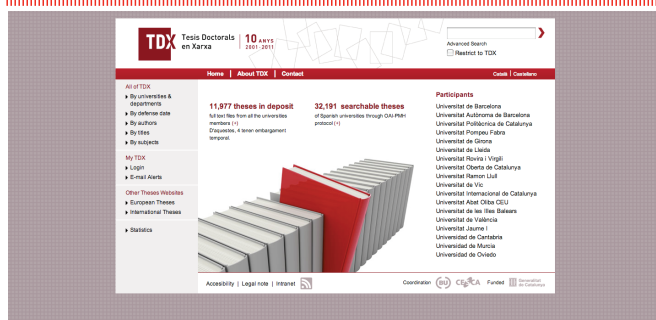 TDX Tesis Doctorals en Xarxa
10 ANYS 2001-2011
Advanced Search
Restrict to TDX
Home | About TDX | Contact
Català | Castellano
All of TDX
By universities & departments
By defense date
By authors
By titles
By subjects
My TDX
Login
E-mail Alerts
Other Theses Websites
European Theses
International Theses
Statistics
11,977 theses in deposit
full text files from all the universities
members (+)
D'aquestes, 4 tenen embargament
temporal.
32,191 searchable theses
of Spanish universities through OAI-PMH
protocol (+)
Participants
Universitat de Barcelona
Universitat Autònoma de Barcelona
Universitat Politècnica de Catalunya
Universitat Pompeu Fabra
Universitat de Girona
Universitat de Lleida
Universitat Rovira i Virgili
Universitat Oberta de Catalunya
Universitat Ramon Llull
Universitat de Vic
Universitat Internacional de Catalunya
Universitat Abat Oliba CEU
Universitat de les Illes Balears
Universitat de València
Universitat Jaume I
Universidad de Cantabria
Universidad de Murcia
Universidad de Oviedo
Accesibility | Legal note | Intranet
Coordination
CESCA
Funded
Generalitat
de Catalunya